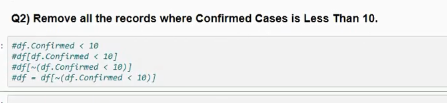 Q2) Remove all the records where Confirmed Cases is Less Than 10.
: #df.Confirmed < 10
#df[df.Confirmed < 10]
#df[~(df.Confirmed < 10)]
#df = df[~(df.Confirmed < 10)]